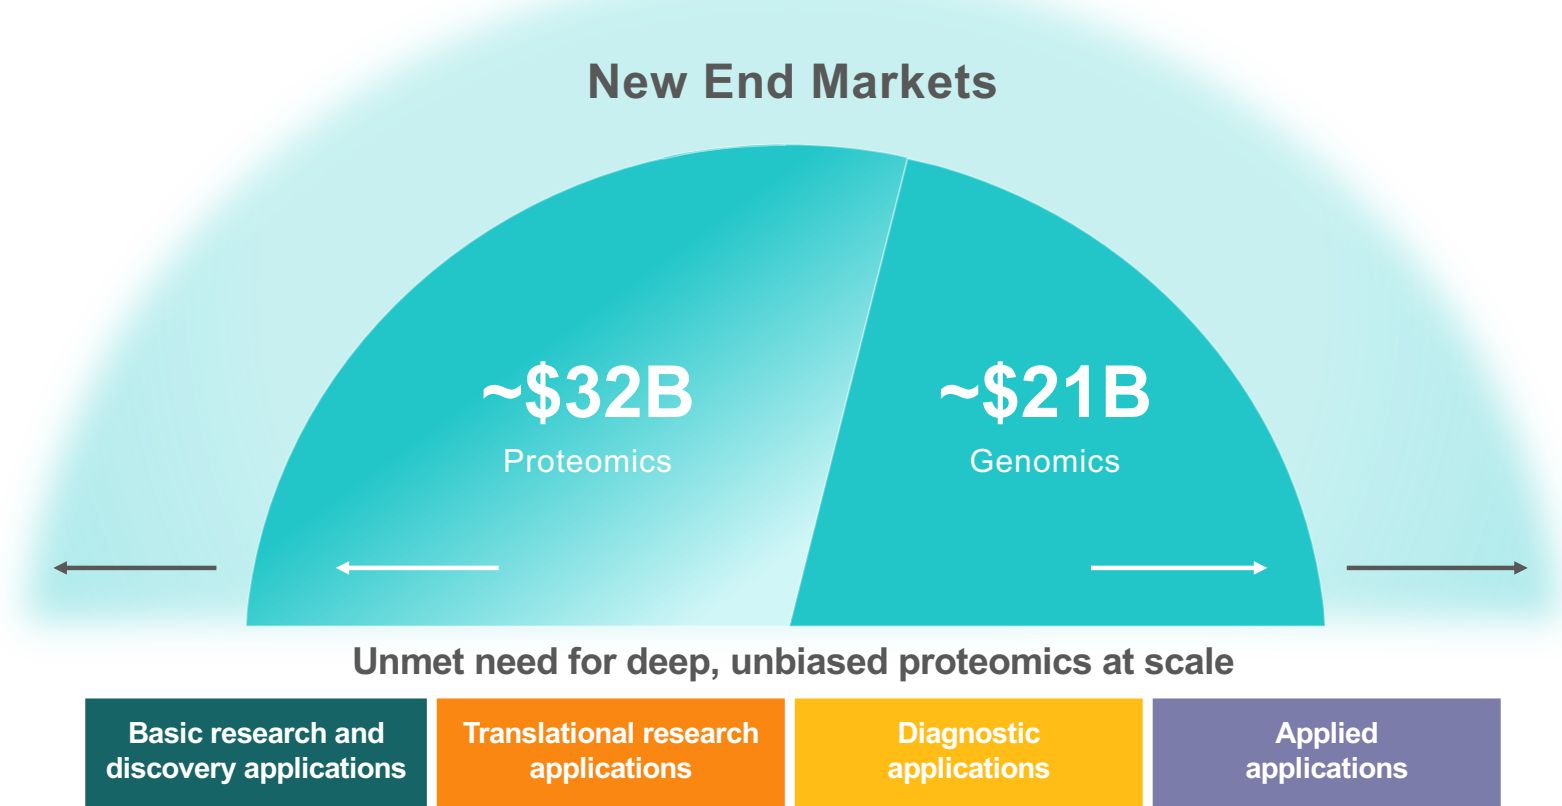 New End Markets
~$32B
Proteomics
~$21B
Genomics
Unmet need for deep, unbiased proteomics at scale
Basic research and
discovery applications
Translational research
applications
Diagnostic
applications
Applied
applications